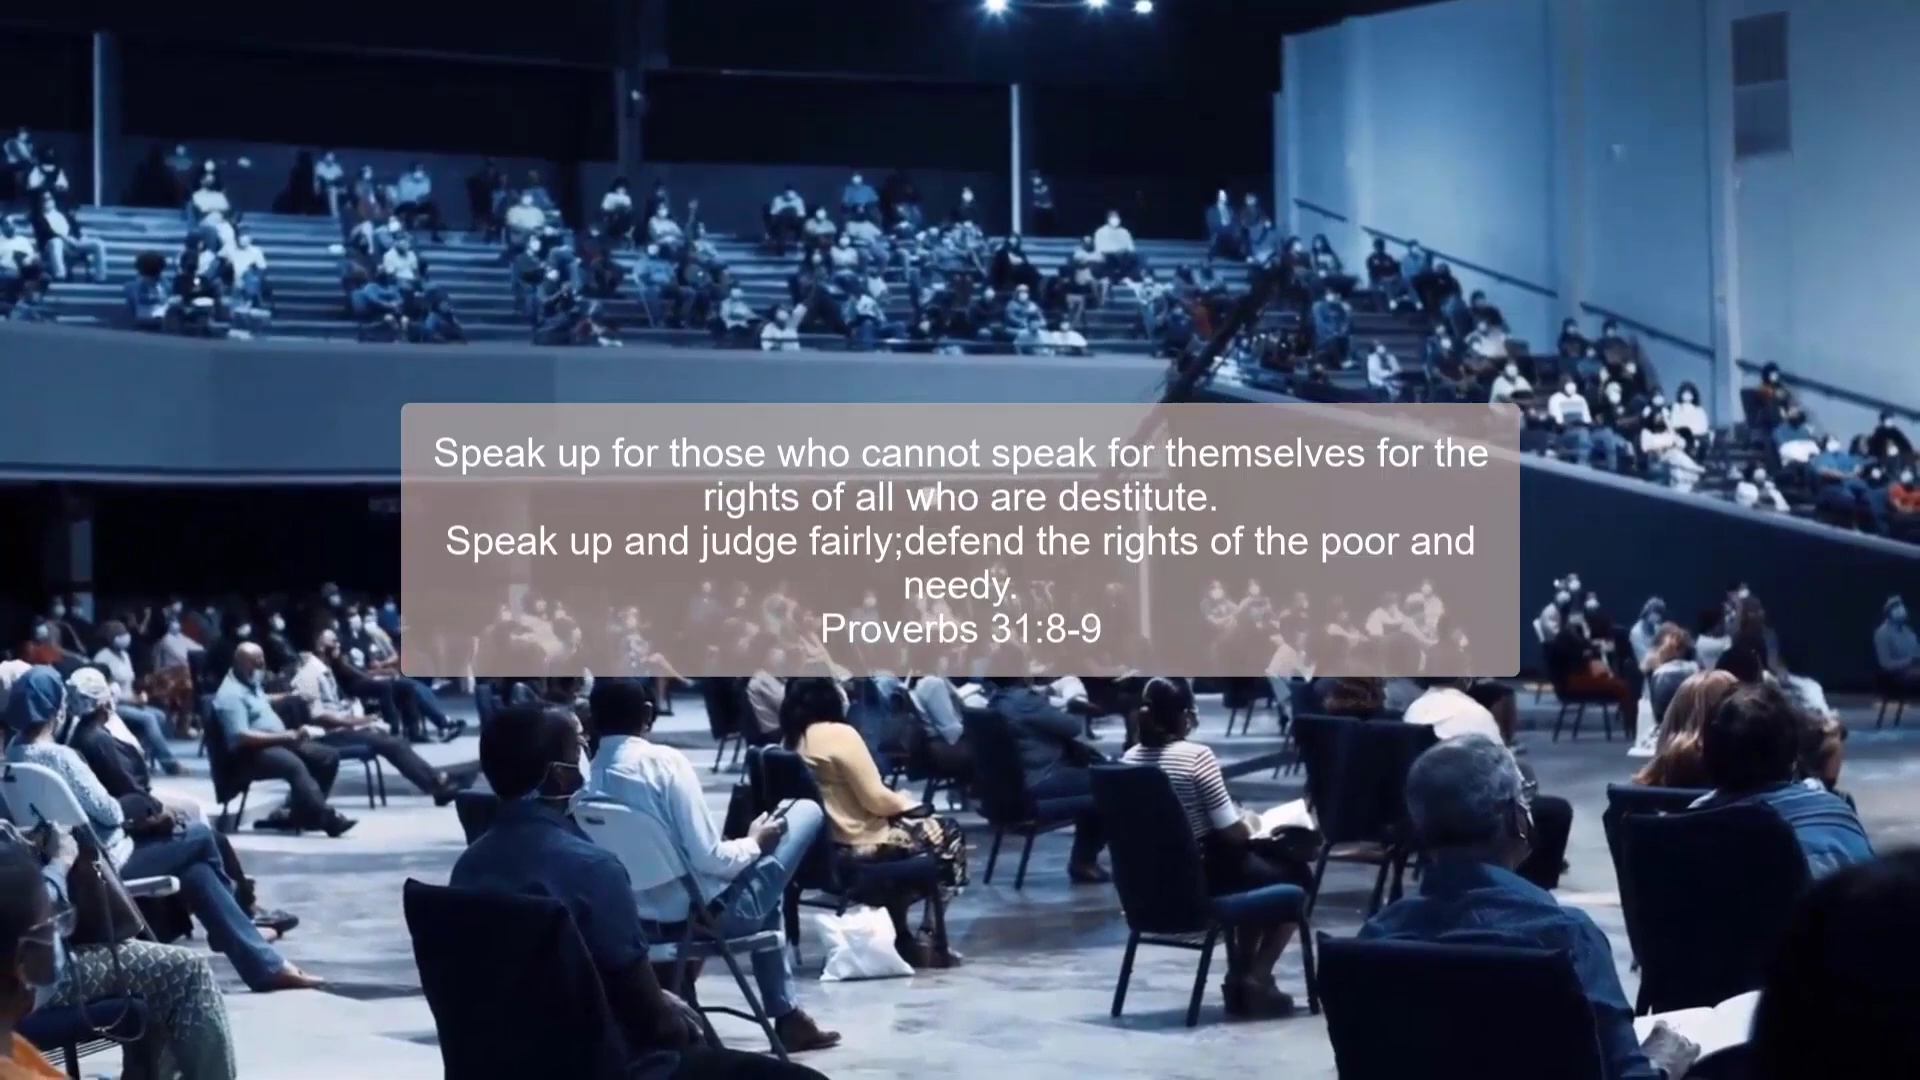 Speak up for those who cannot speak for themselves for the
rights of all who are destitute.
Speak up and judge fairly;defend the rights of the poor and
needy.
Proverbs 31:8-9